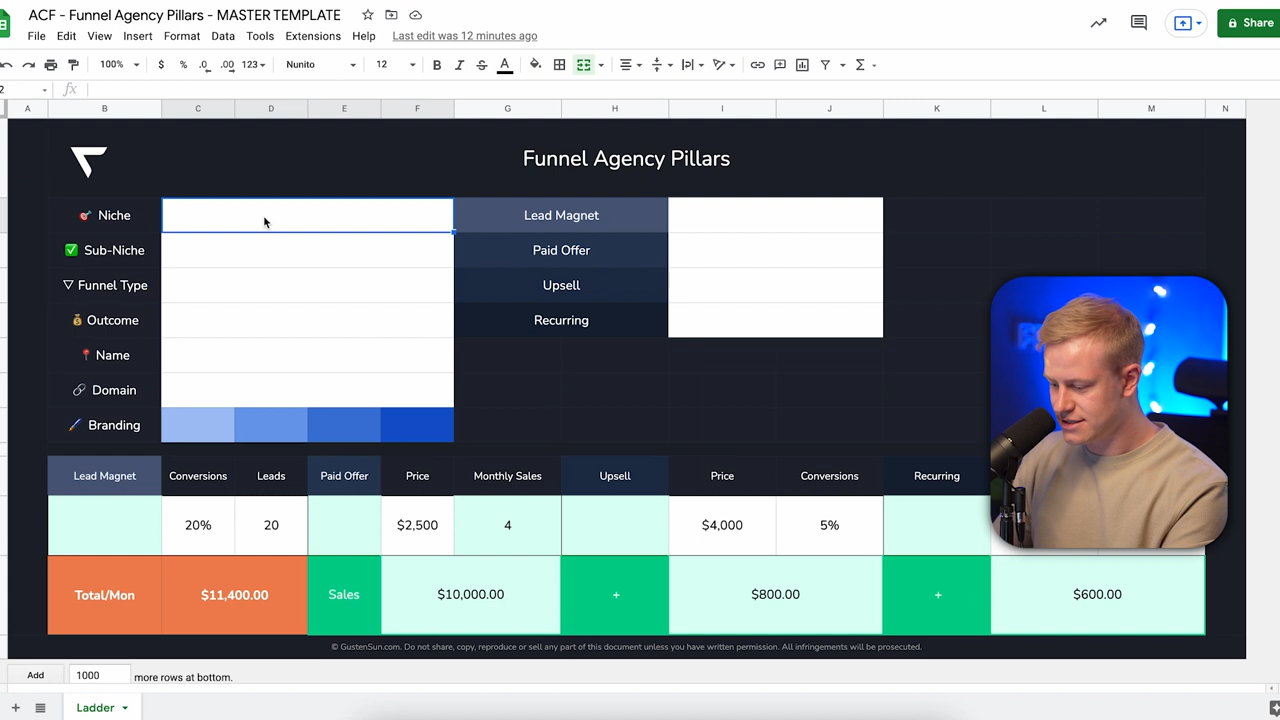 ACF - Funnel Agency Pillars - MASTER TEMPLATE
File Edit View Insert Format Data Tools Extensions Help Last edit was 12 minutes ago
Share
100% $ % .0 .00 123 Nunito 12 B I S A
2 fx
A B C D E F G H I J K L M N
Funnel Agency Pillars
Niche Lead Magnet
Sub-Niche Paid Offer
Funnel Type Upsell
Outcome Recurring
Name
Domain
Branding
Lead Magnet Conversions Leads Paid Offer Price Monthly Sales Upsell Price Conversions Recurring
20% 20 $2,500 4 $4,000 5%
Total/Mon $11,400.00 Sales $10,000.00 + $800.00 + $600.00
© GustenSun.com. Do not share, copy, reproduce or sell any part of this document unless you have written permission. All infringements will be prosecuted.
Add 1000 more rows at bottom.
Ladder